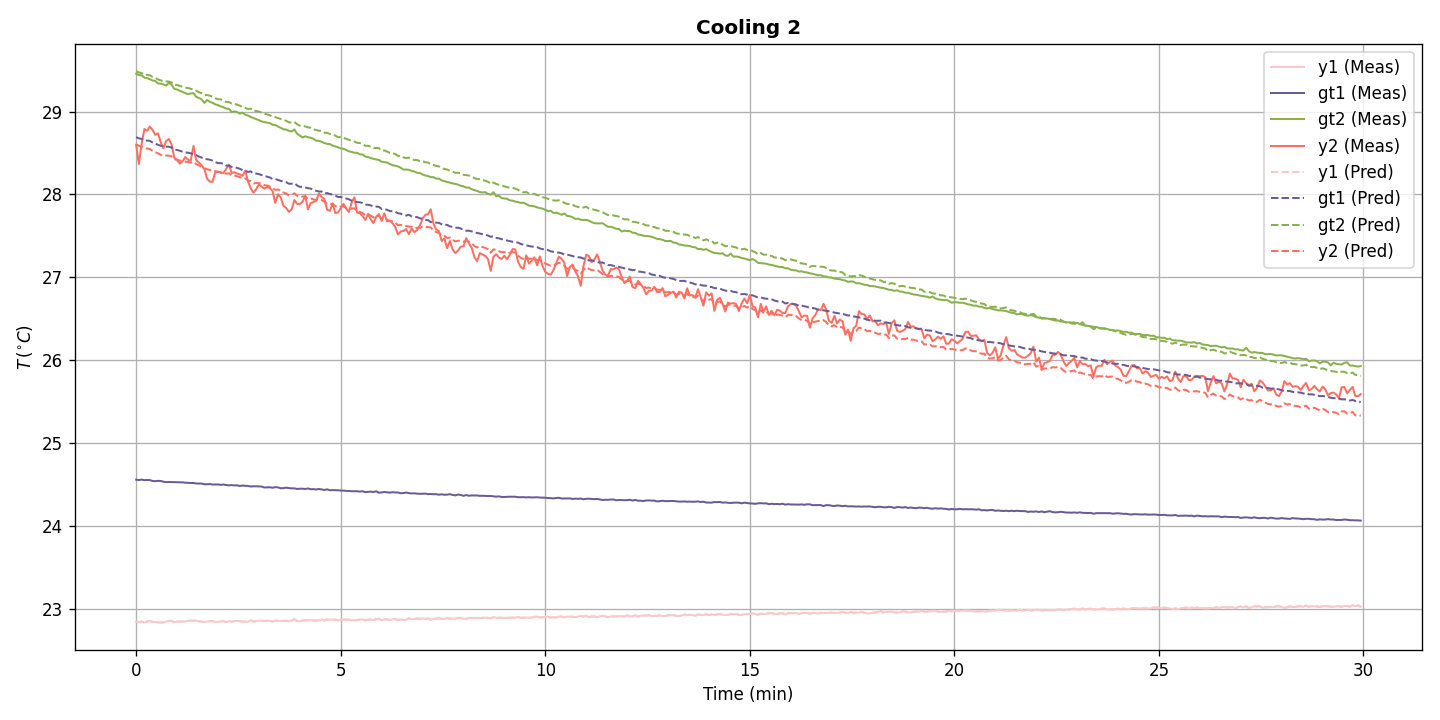 Cooling 2
T(°C)
29
28
27
26
25
24
23
0 5 10 15 20 25 30
Time (min)
y1 (Meas)
gt1 (Meas)
gt2 (Meas)
y2 (Meas)
y1 (Pred)
gt1 (Pred)
gt2 (Pred)
y2 (Pred)